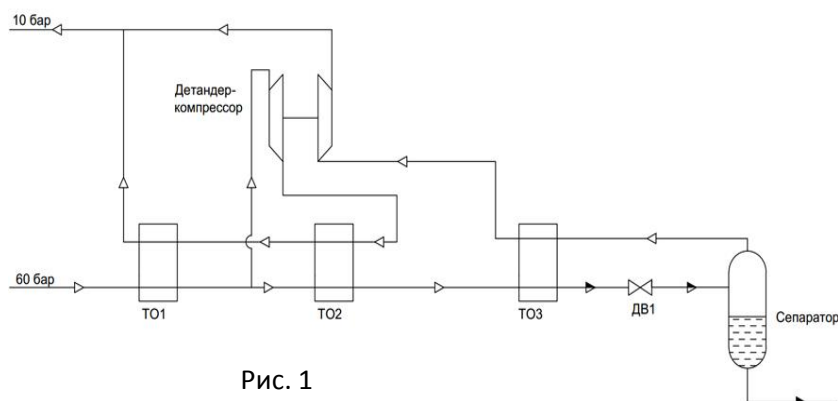 10 бар
Детандер-
компрессор
60 бар
ТО1
ТО2
ТО3
ДВ1
Сепаратор
Рис. 1